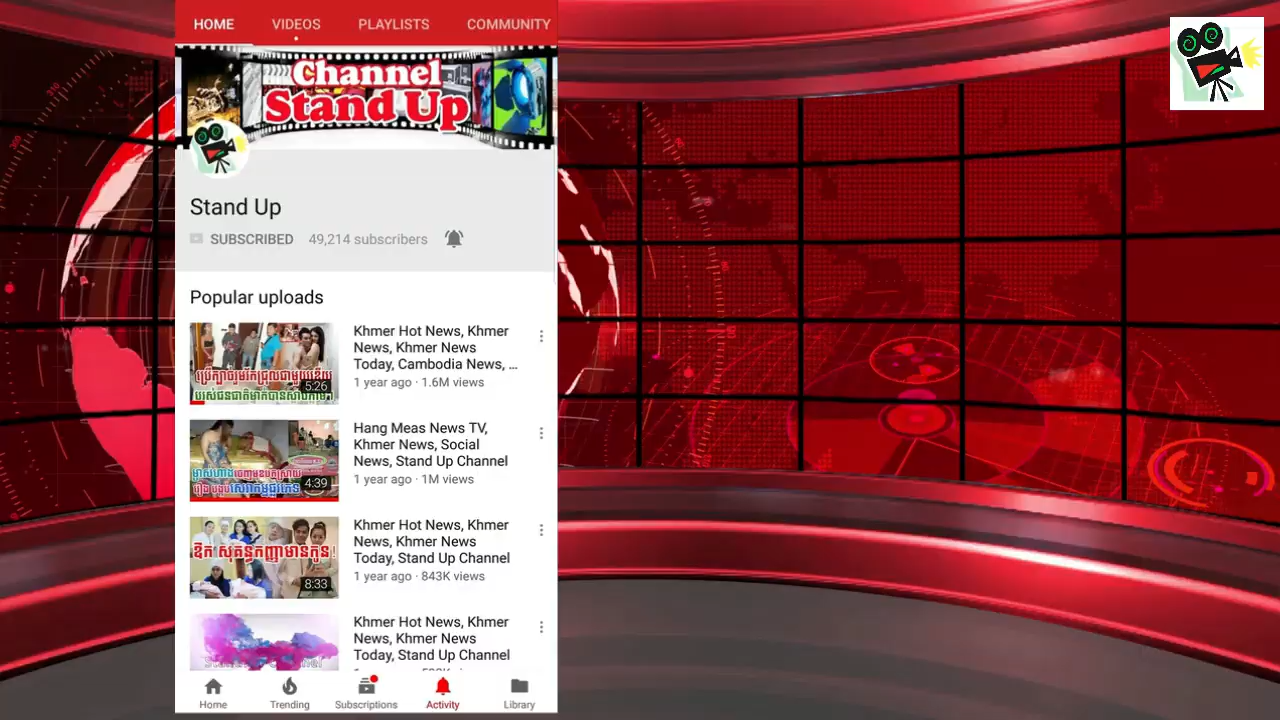 HOME VIDEOS PLAYLISTS COMMUNITY
Channel
Stand Up
Stand Up
SUBSCRIBED 49,214 subscribers
Popular uploads
Khmer Hot News, Khmer
News, Khmer News
Today, Cambodia News, ...
1 year ago · 1.6M views
5:26
Hang Meas News TV,
Khmer News, Social
News, Stand Up Channel
1 year ago · 1M views
4:39
Khmer Hot News, Khmer
News, Khmer News
Today, Stand Up Channel
1 year ago · 843K views
8:33
Khmer Hot News, Khmer
News, Khmer News
Today, Stand Up Channel
Home Trending Subscriptions Activity Library